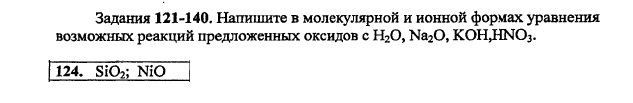 Задания 121-140. Напишите в молекулярной и ионной формах уравнения
возможных реакций предложенных оксидов с H₂O, Na₂O, KOH,HNO₃.
124. SiO₂; NiO